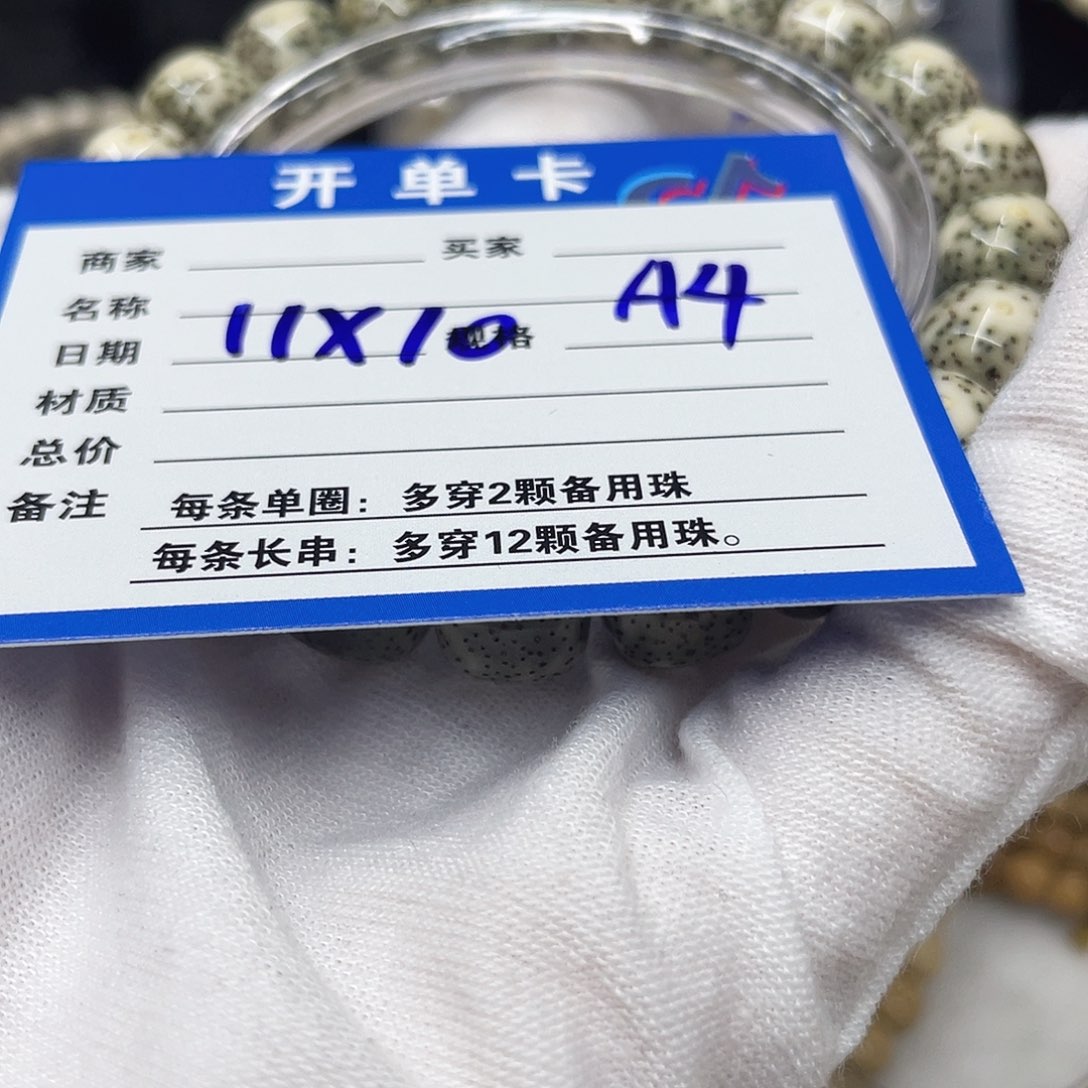 开单卡
商家 买家
名称 A4
日期 11X10 规格
材质
总价
备注 每条单圈：多穿2颗备用珠
每条长串：多穿12颗备用珠。